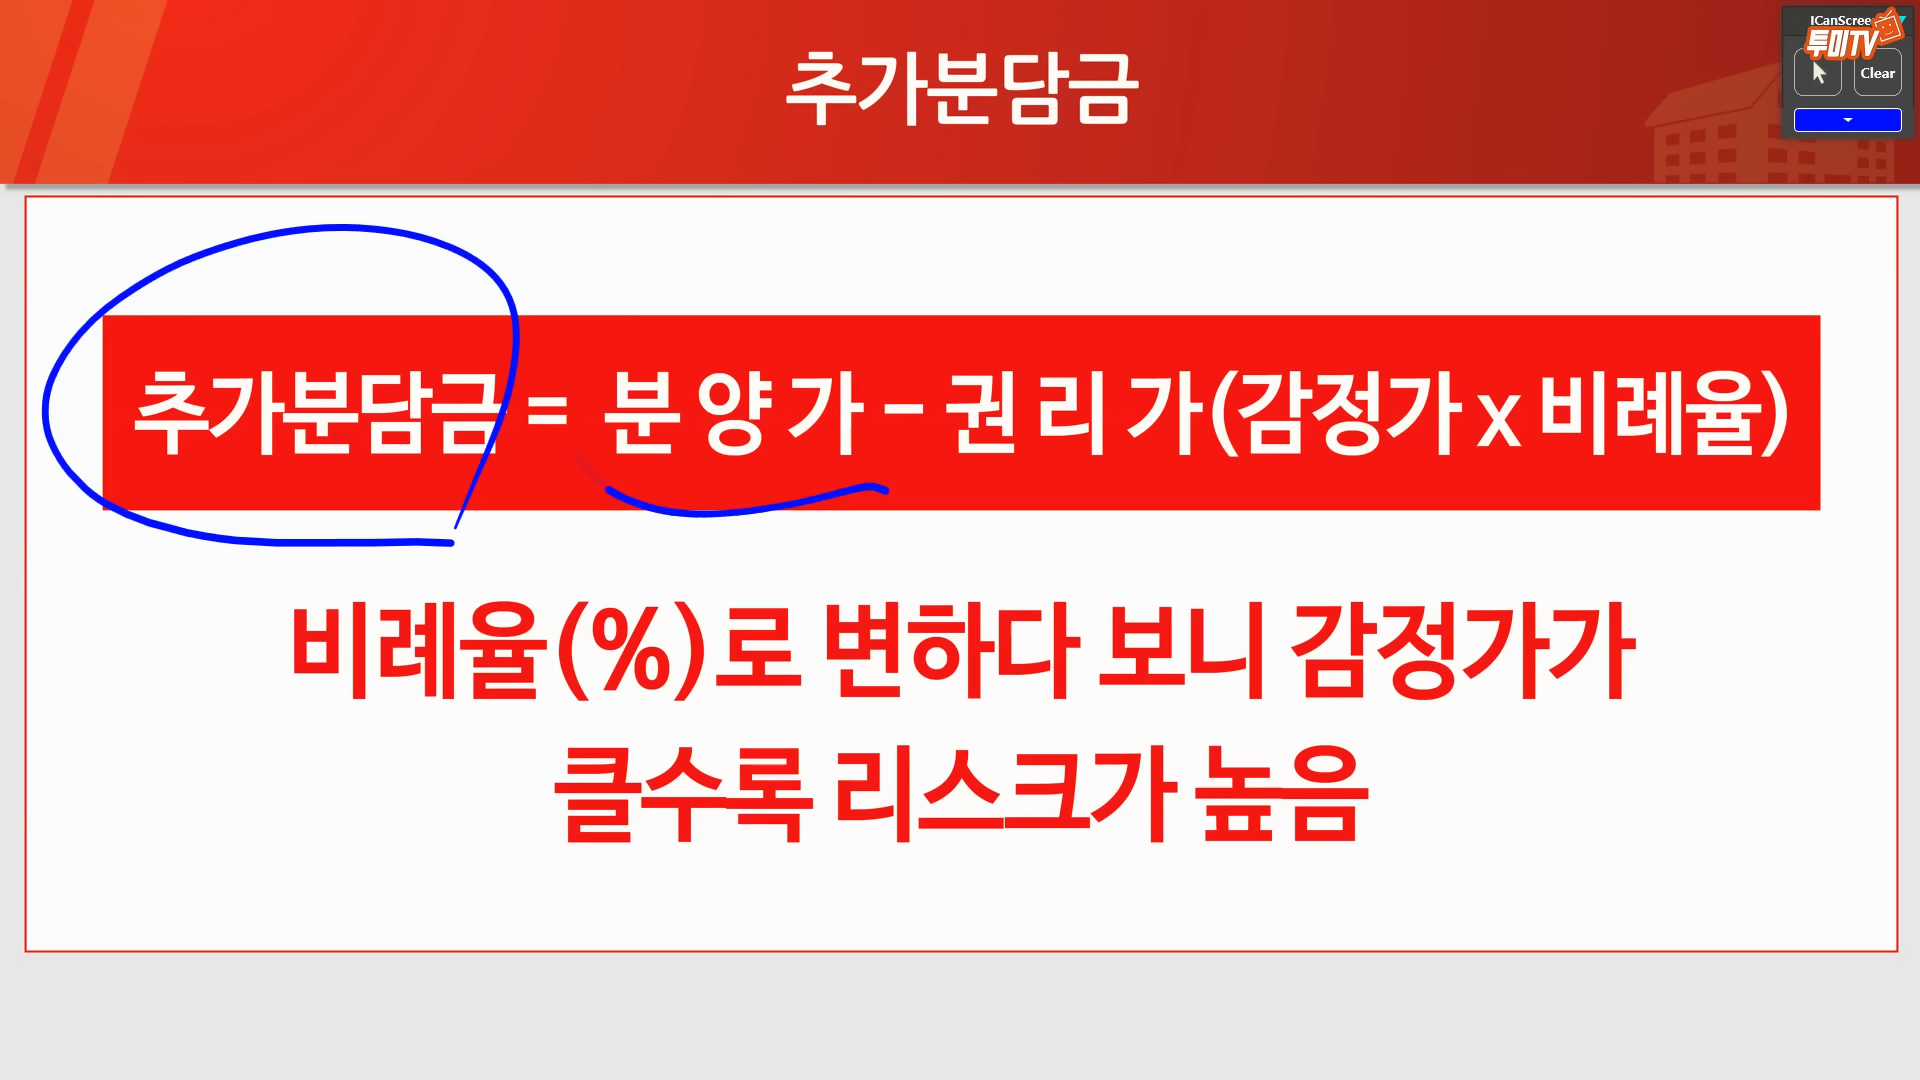 추가분담금
ICanScree
투미TV
Clear
추가분담금 = 분 양 가 - 권 리 가(감정가 x 비례율)
비례율(%)로 변하다 보니 감정가가
클수록 리스크가 높음